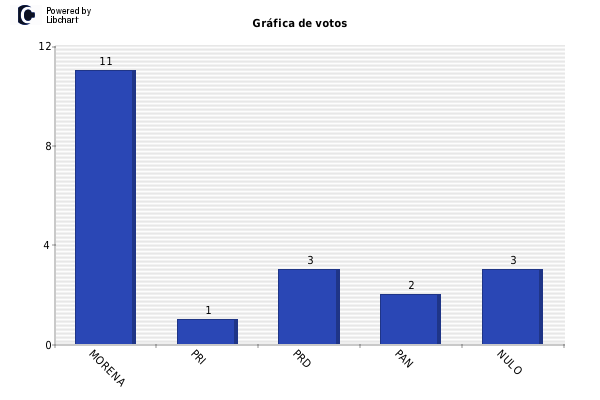 Powered by
Libchart
Gráfica de votos
12
8
4
0
11
1
3
2
3
MORENA
PRI
PRD
PAN
NULO